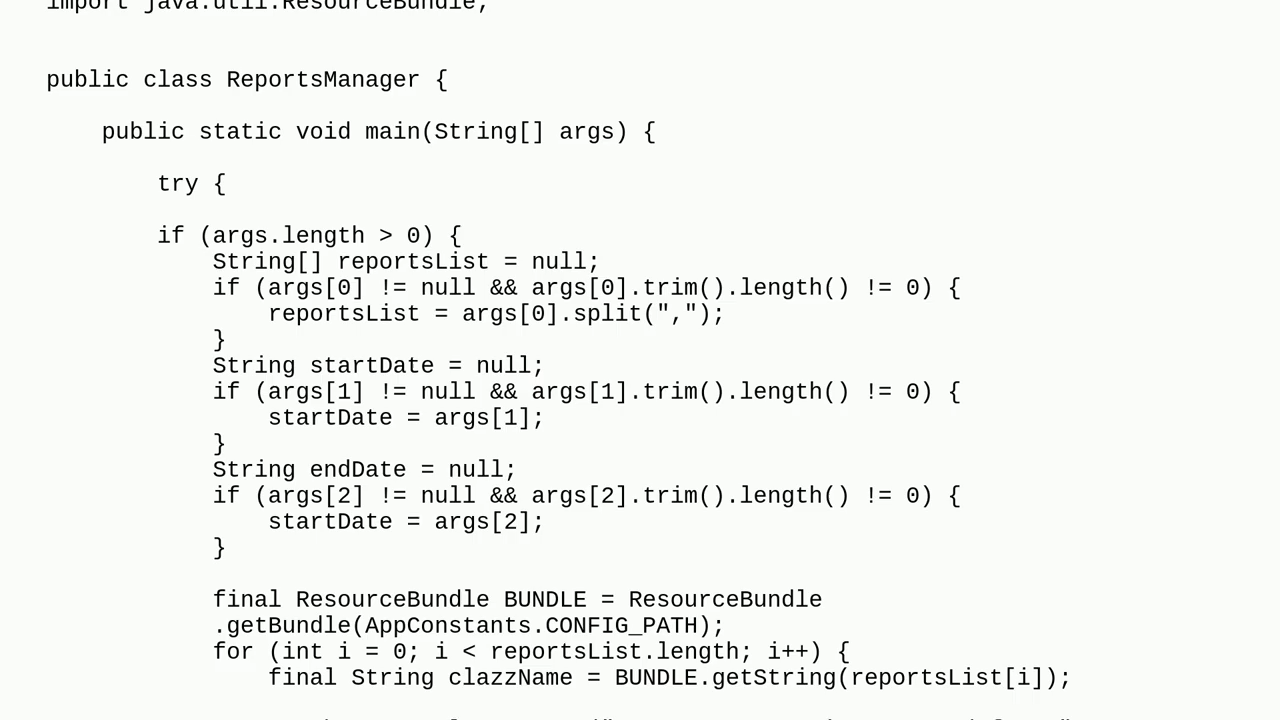 import java.util.ResourceBundle;
public class ReportsManager {
public static void main(String[] args) {
try {
if (args.length > 0) {
String[] reportsList = null;
if (args[0] != null && args[0].trim().length() != 0) {
reportsList = args[0].split(",");
}
String startDate = null;
if (args[1] != null && args[1].trim().length() != 0) {
startDate = args[1];
}
String endDate = null;
if (args[2] != null && args[2].trim().length() != 0) {
startDate = args[2];
}
final ResourceBundle BUNDLE = ResourceBundle
.getBundle(AppConstants.CONFIG_PATH);
for (int i = 0; i < reportsList.length; i++) {
final String clazzName = BUNDLE.getString(reportsList[i]);